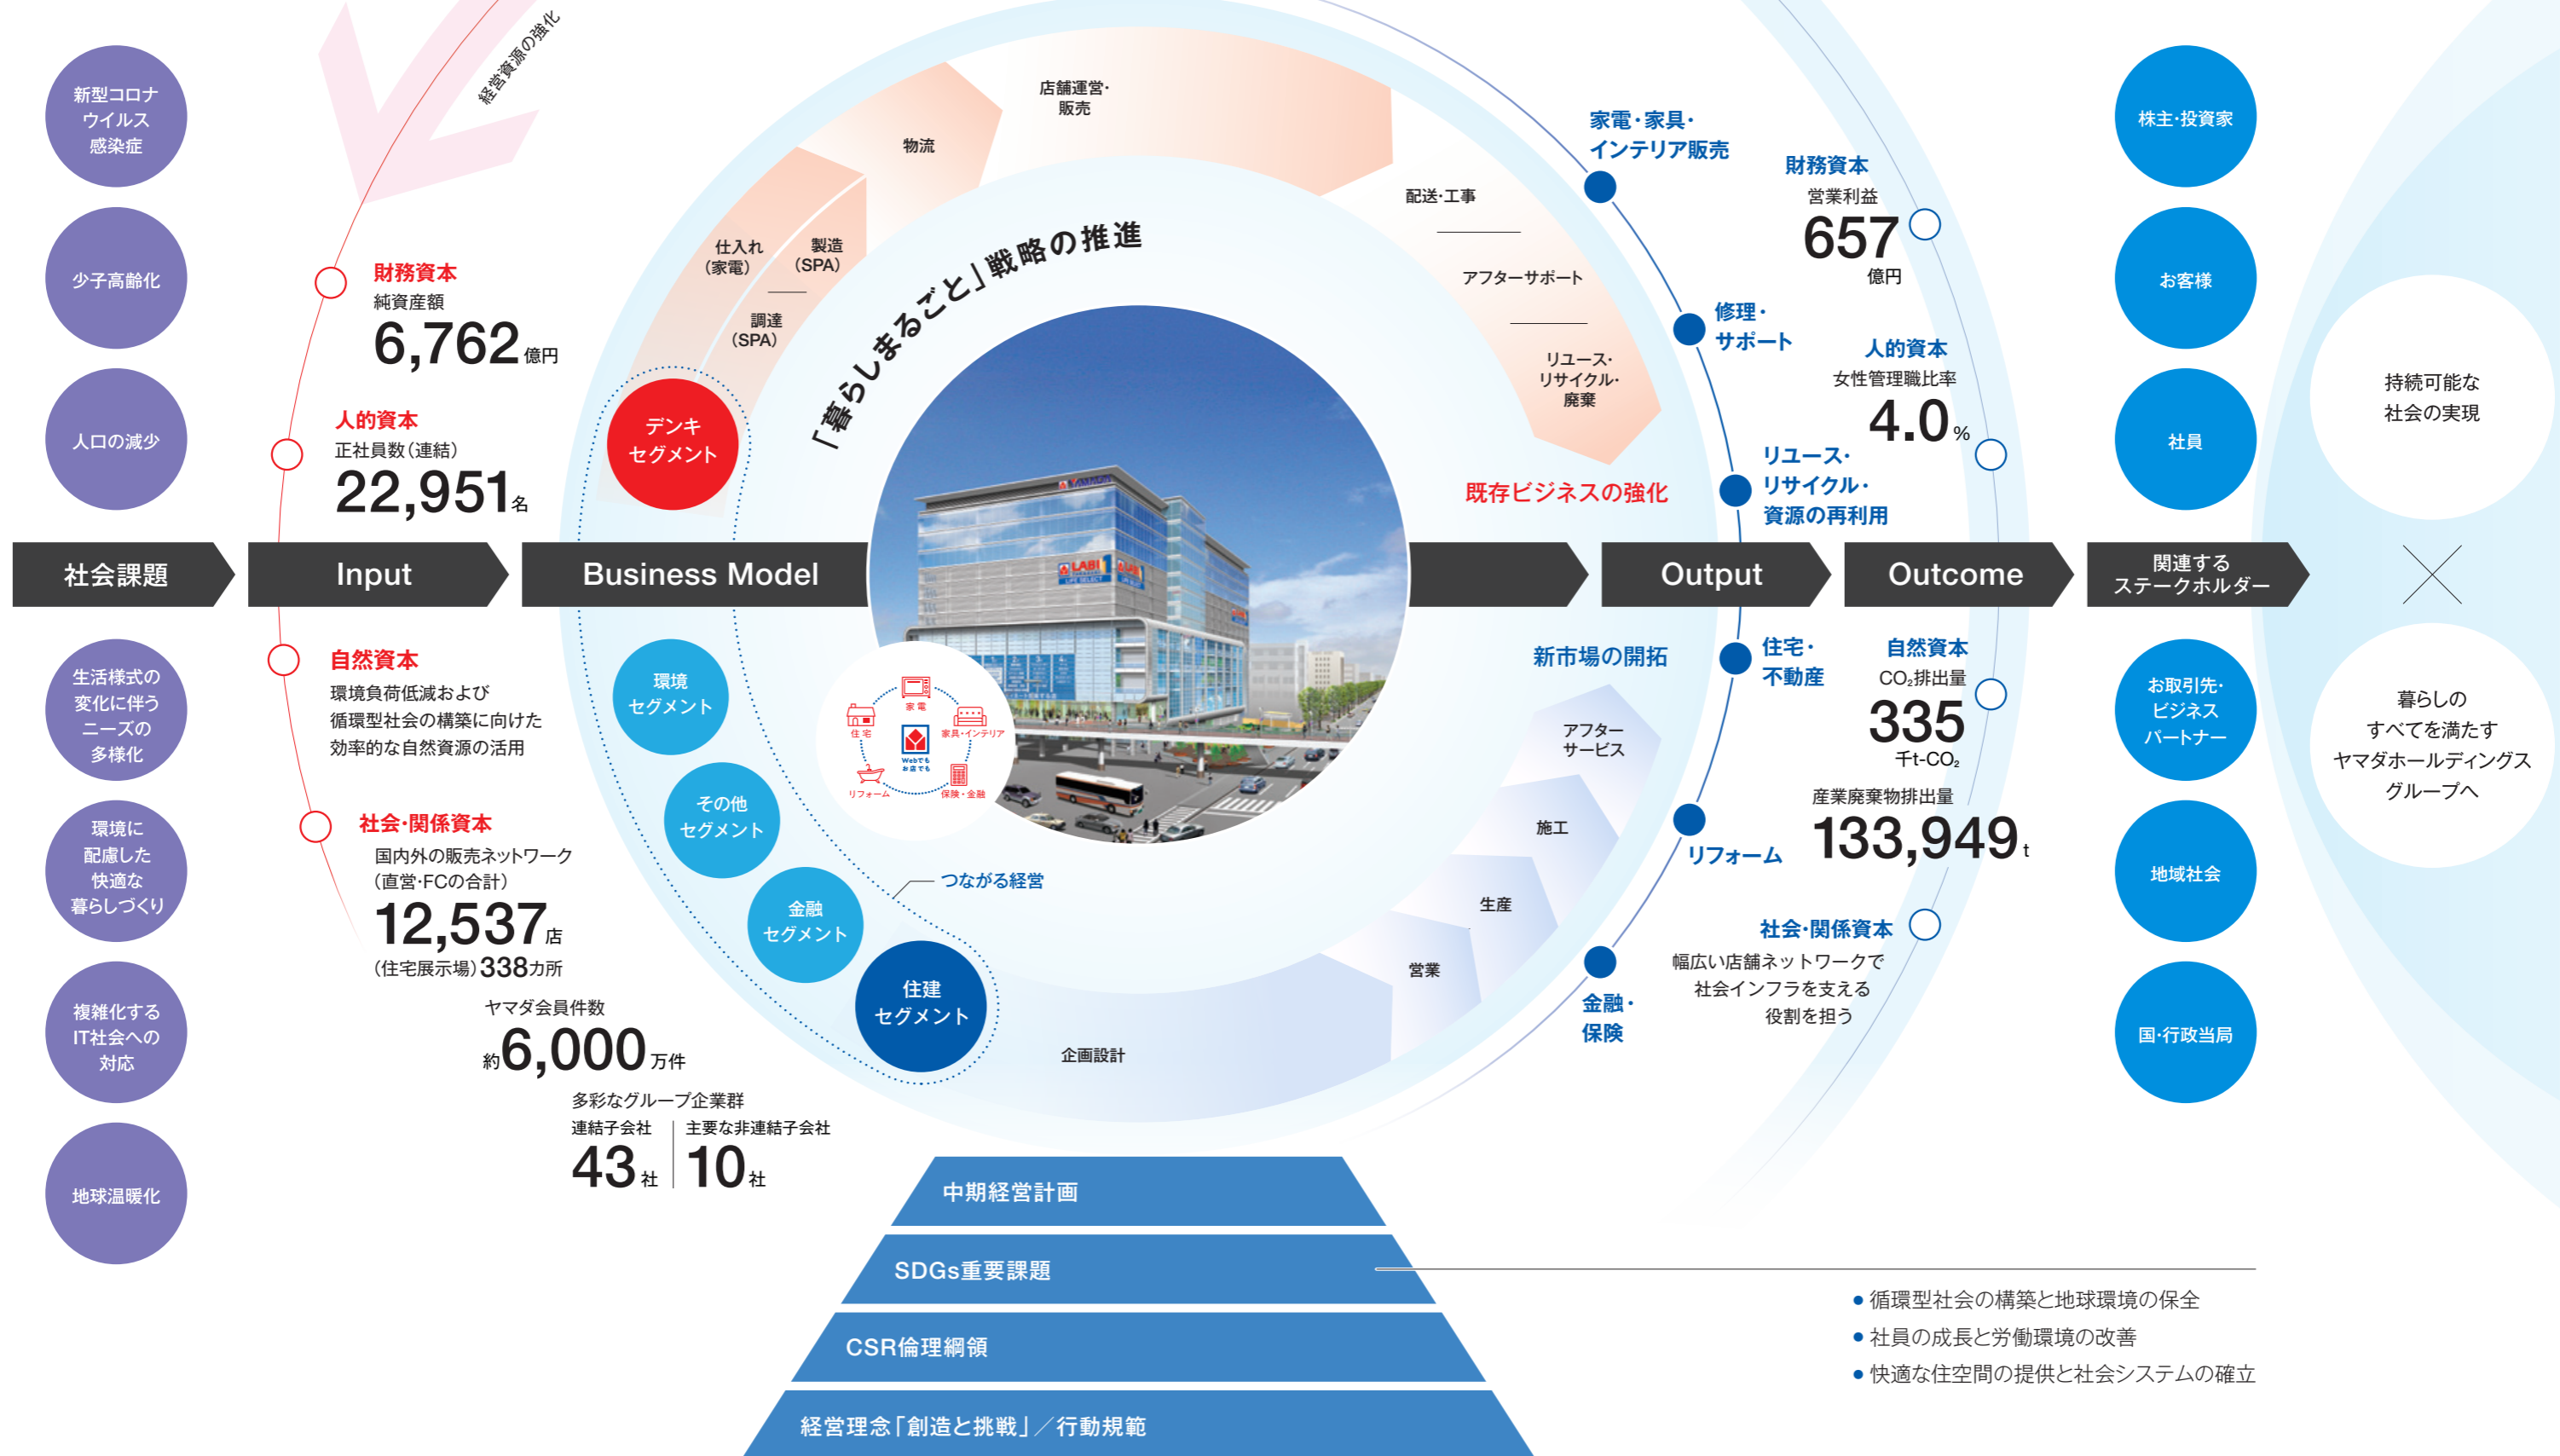 経営資源の強化
新型コロナ
ウイルス
感染症
少子高齢化
人口の減少
社会課題
生活様式の
変化に伴う
ニーズの
多様化
環境に
配慮した
快適な
暮らしづくり
複雑化する
IT社会への
対応
地球温暖化
財務資本
純資産額
6,762億円
人的資本
正社員数(連結)
22,951名
Input
自然資本
環境負荷低減および
循環型社会の構築に向けた
効率的な自然資源の活用
社会・関係資本
国内外の販売ネットワーク
(直営・FCの合計)
12,537店
(住宅展示場)338カ所
ヤマダ会員件数
約6,000万件
多彩なグループ企業群
連結子会社
43社
主要な非連結子会社
10社
「暮らしまるごと」戦略の推進
仕入れ
(家電)
製造
(SPA)
調達
(SPA)
物流
店舗運営・
販売
配送・工事
アフターサポート
リユース・
リサイクル・
廃棄
既存ビジネスの強化
デンキ
セグメント
Business Model
環境
セグメント
その他
セグメント
金融
セグメント
住建
セグメント
つながる経営
LABI1
LIFE SELECT
家電
住宅
家具・インテリア
Webでも
お店でも
リフォーム
保険・金融
新市場の開拓
アフター
サービス
施工
生産
営業
企画設計
家電・家具・
インテリア販売
修理・
サポート
リユース・
リサイクル・
資源の再利用
Output
住宅・
不動産
リフォーム
金融・
保険
財務資本
営業利益
657
億円
人的資本
女性管理職比率
4.0%
Outcome
自然資本
CO₂排出量
335
千t-CO₂
産業廃棄物排出量
133,949t
社会・関係資本
幅広い店舗ネットワークで
社会インフラを支える
役割を担う
株主・投資家
お客様
社員
関連する
ステークホルダー
お取引先・
ビジネス
パートナー
地域社会
国・行政当局
持続可能な
社会の実現
暮らしの
すべてを満たす
ヤマダホールディングス
グループへ
中期経営計画
SDGs重要課題
CSR倫理綱領
経営理念「創造と挑戦」/行動規範
● 循環型社会の構築と地球環境の保全
● 社員の成長と労働環境の改善
● 快適な住空間の提供と社会システムの確立